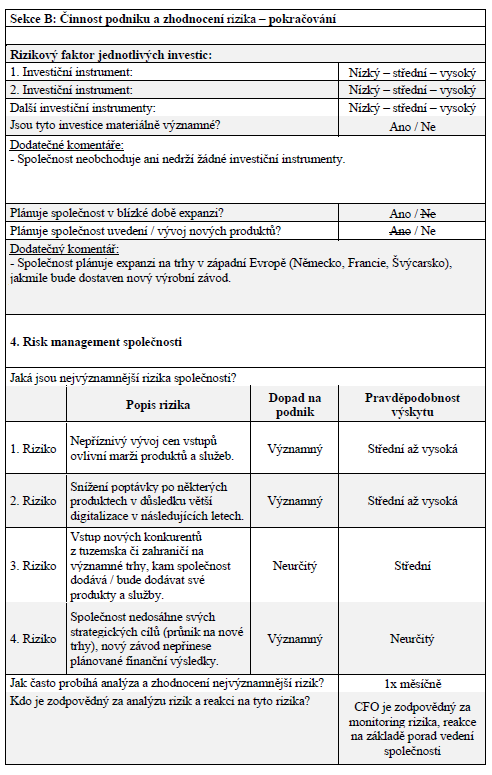 Sekce B: Činnost podniku a zhodnocení rizika – pokračování
Rizikový faktor jednotlivých investic:
1. Investiční instrument: Nízký – střední – vysoký
2. Investiční instrument: Nízký – střední – vysoký
Další investiční instrumenty: Nízký – střední – vysoký
Jsou tyto investice materiálně významné? Ano / Ne
Dodatečné komentáře:
- Společnost neobchoduje ani nedrží žádné investiční instrumenty.
Plánuje společnost v blízké době expanzi? Ano / Ne
Plánuje společnost uvedení / vývoj nových produktů? Ano / Ne
Dodatečný komentář:
- Společnost plánuje expanzi na trhy v západní Evropě (Německo, Francie, Švýcarsko),
jakmile bude dostaven nový výrobní závod.
4. Risk management společnosti
Jaká jsou nejvýznamnější rizika společnosti?
Popis rizika
Dopad na
podnik
Pravděpodobnost
výskytu
1. Riziko
Nepříznivý vývoj cen vstupů
ovlivní marži produktů a služeb.
Významný
Střední až vysoká
2. Riziko
Snížení poptávky po některých
produktech v důsledku větší
digitalizace v následujících letech.
Významný
Střední až vysoká
3. Riziko
Vstup nových konkurentů
z tuzemska či zahraničí na
významné trhy, kam společnost
dodává / bude dodávat své
produkty a služby.
Neurčitý
Střední
4. Riziko
Společnost nedosáhne svých
strategických cílů (průnik na nové
trhy), nový závod nepřinese
plánované finanční výsledky.
Významný
Neurčitý
Jak často probíhá analýza a zhodnocení nejvýznamnější rizik? 1x měsíčně
Kdo je zodpovědný za analýzu rizik a reakci na tyto rizika?
CFO je zodpovědný za
monitoring rizika, reakce
na základě porad vedení
společnosti